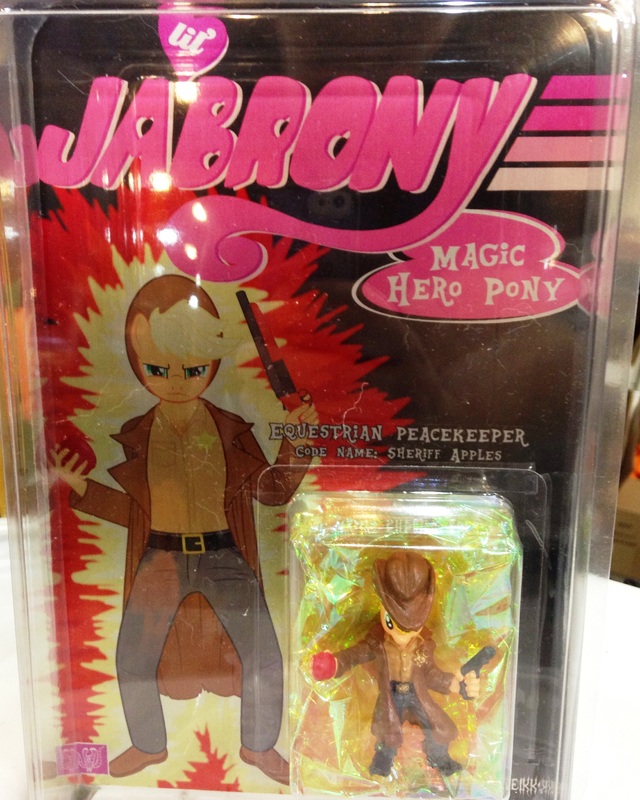 lil'
JABRONY
MAGIC
HERO PONY
EQUESTRIAN PEACEKEEPER
CODE NAME: SHERIFF APPLES